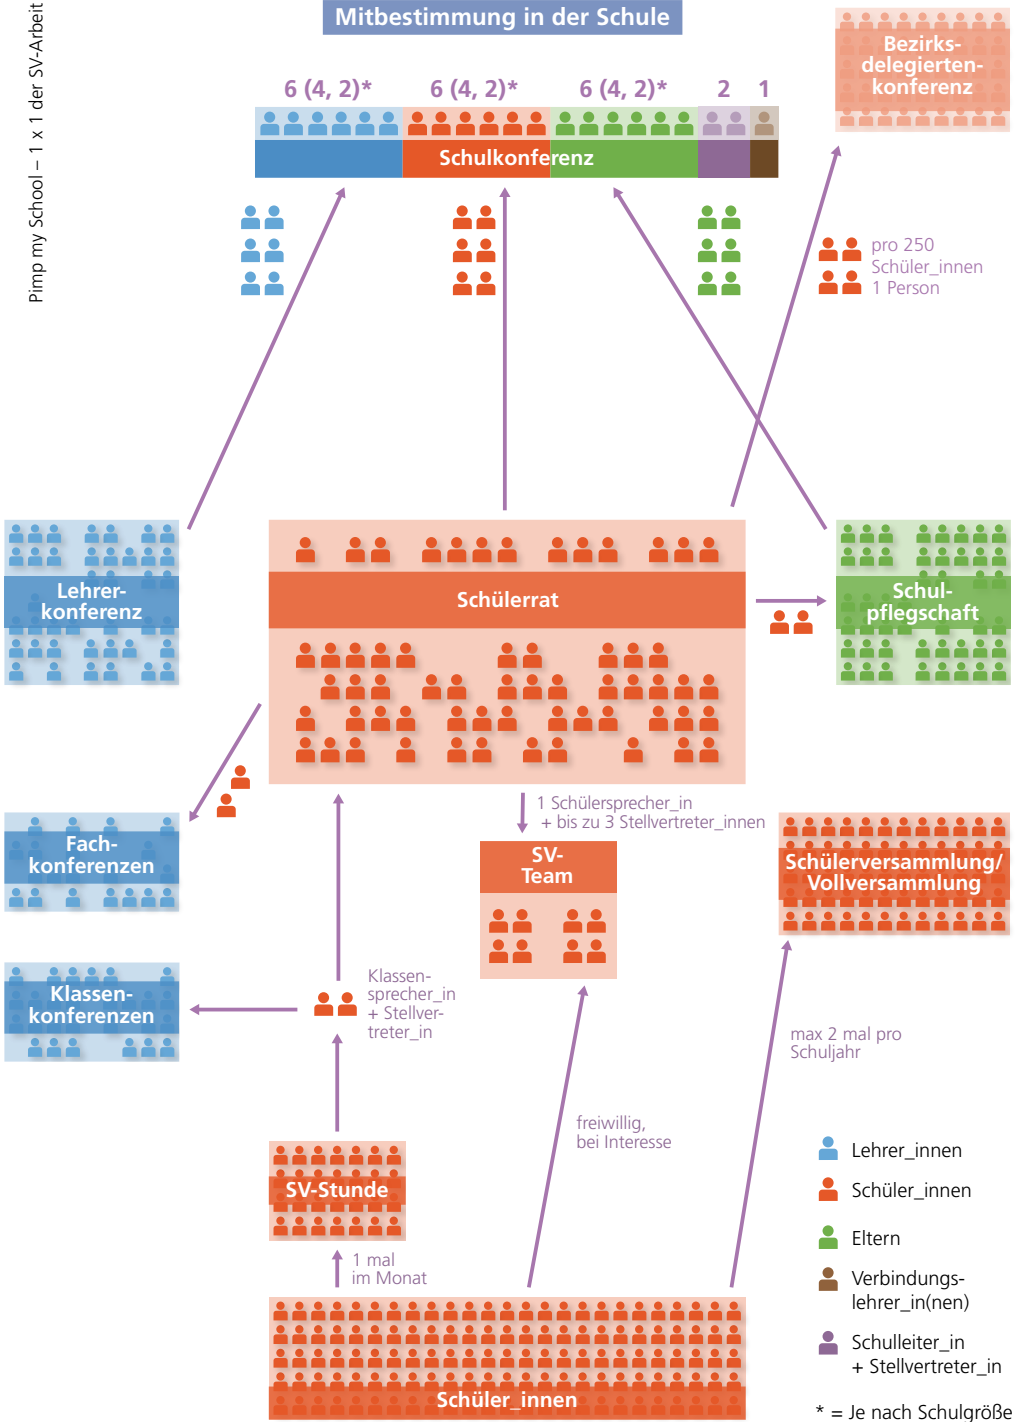 Pimp my School – 1 x 1 der SV-Arbeit
Mitbestimmung in der Schule
Bezirks-
delegierten-
konferenz
6 (4, 2)*
6 (4, 2)*
6 (4, 2)*
2
1
Schulkonferenz
pro 250
Schüler_innen
1 Person
Lehrer-
konferenz
Schülerrat
Schul-
pflegschaft
1 Schülersprecher_in
+ bis zu 3 Stellvertreter_innen
Fach-
konferenzen
SV-
Team
Schülerversammlung/
Vollversammlung
Klassen-
konferenzen
Klassen-
sprecher_in
+ Stellver-
treter_in
max 2 mal pro
Schuljahr
freiwillig,
bei Interesse
SV-Stunde
1 mal
im Monat
Schüler_innen
Lehrer_innen
Schüler_innen
Eltern
Verbindungs-
lehrer_in(nen)
Schulleiter_in
+ Stellvertreter_in
* = Je nach Schulgröße